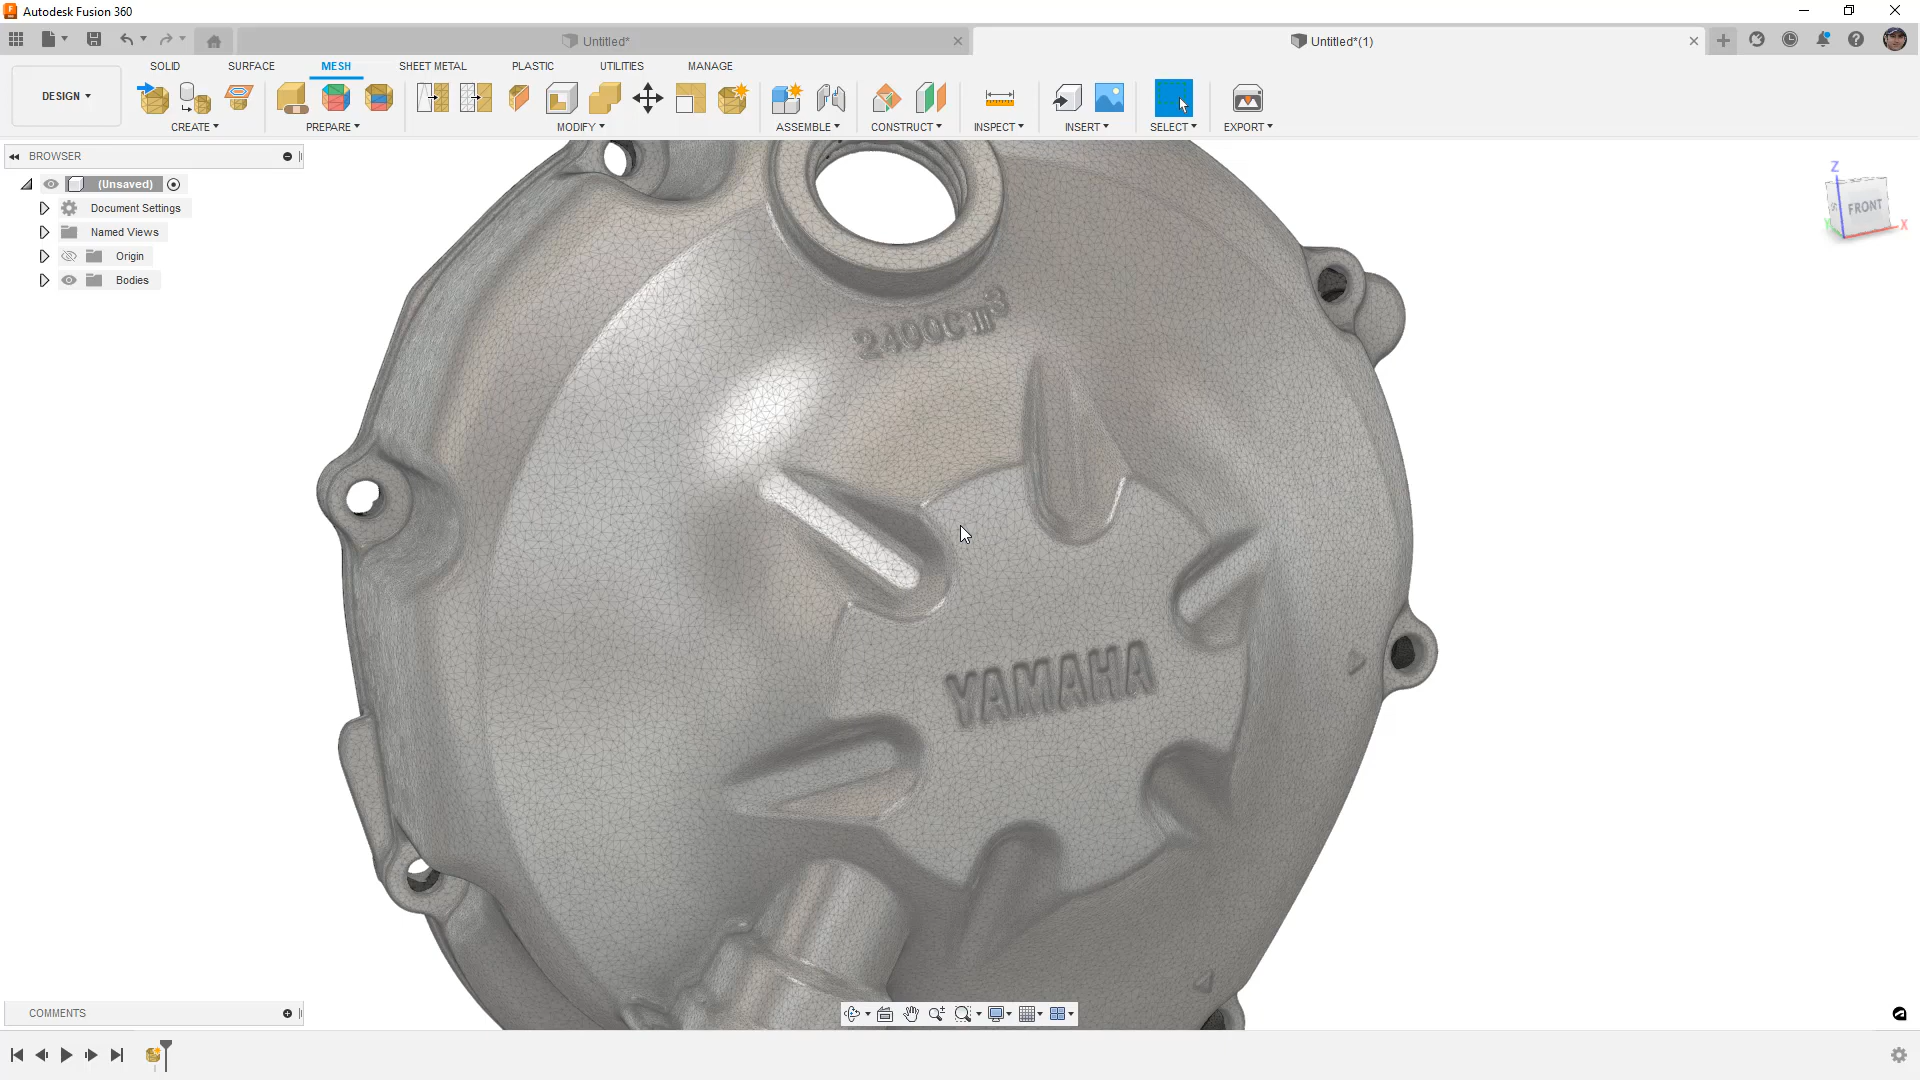 Autodesk Fusion 360
Untitled*
Untitled*(1)
SOLID
SURFACE
MESH
SHEET METAL
PLASTIC
UTILITIES
MANAGE
DESIGN
CREATE
PREPARE
MODIFY
ASSEMBLE
CONSTRUCT
INSPECT
INSERT
SELECT
EXPORT
BROWSER
(Unsaved)
Document Settings
Named Views
Origin
Bodies
Z
FRONT
X
2400Cm³
YAMAHA
COMMENTS